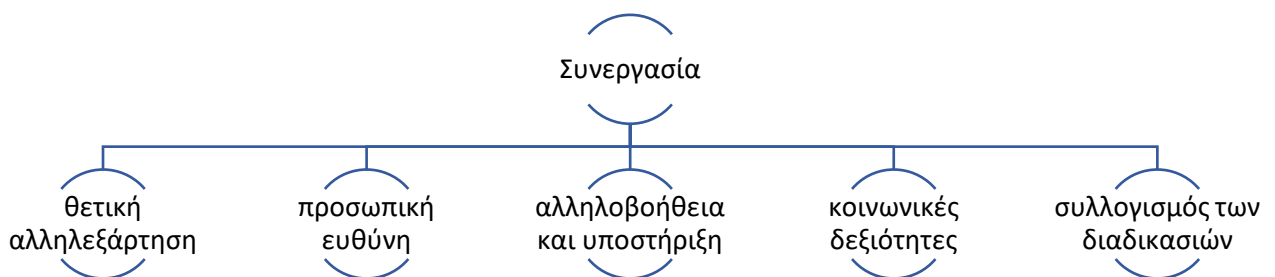 Συνεργασία
θετική
αλληλεξάρτηση
προσωπική
ευθύνη
αλληλοβοήθεια
και υποστήριξη
κοινωνικές
δεξιότητες
συλλογισμός των
διαδικασιών